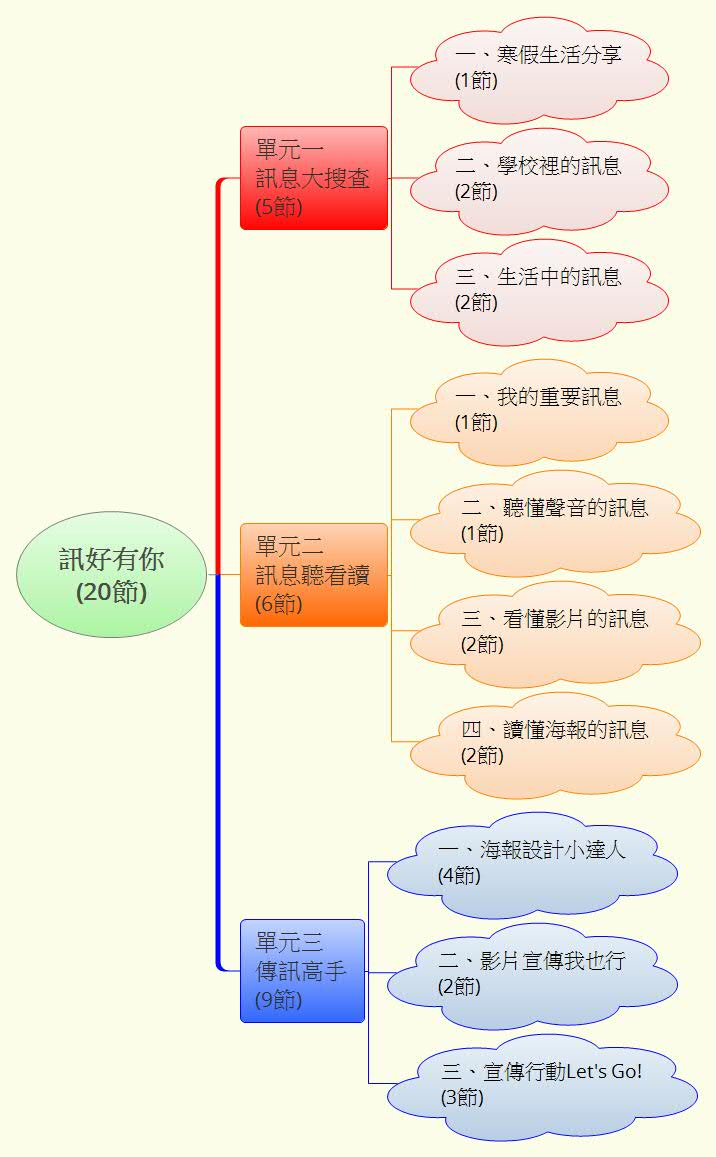 訊好有你
(20節)
單元一
訊息大搜查
(5節)
一、寒假生活分享
(1節)
二、學校裡的訊息
(2節)
三、生活中的訊息
(2節)
單元二
訊息聽看讀
(6節)
一、我的重要訊息
(1節)
二、聽懂聲音的訊息
(1節)
三、看懂影片的訊息
(2節)
四、讀懂海報的訊息
(2節)
單元三
傳訊高手
(9節)
一、海報設計小達人
(4節)
二、影片宣傳我也行
(2節)
三、宣傳行動Let's Go!
(3節)